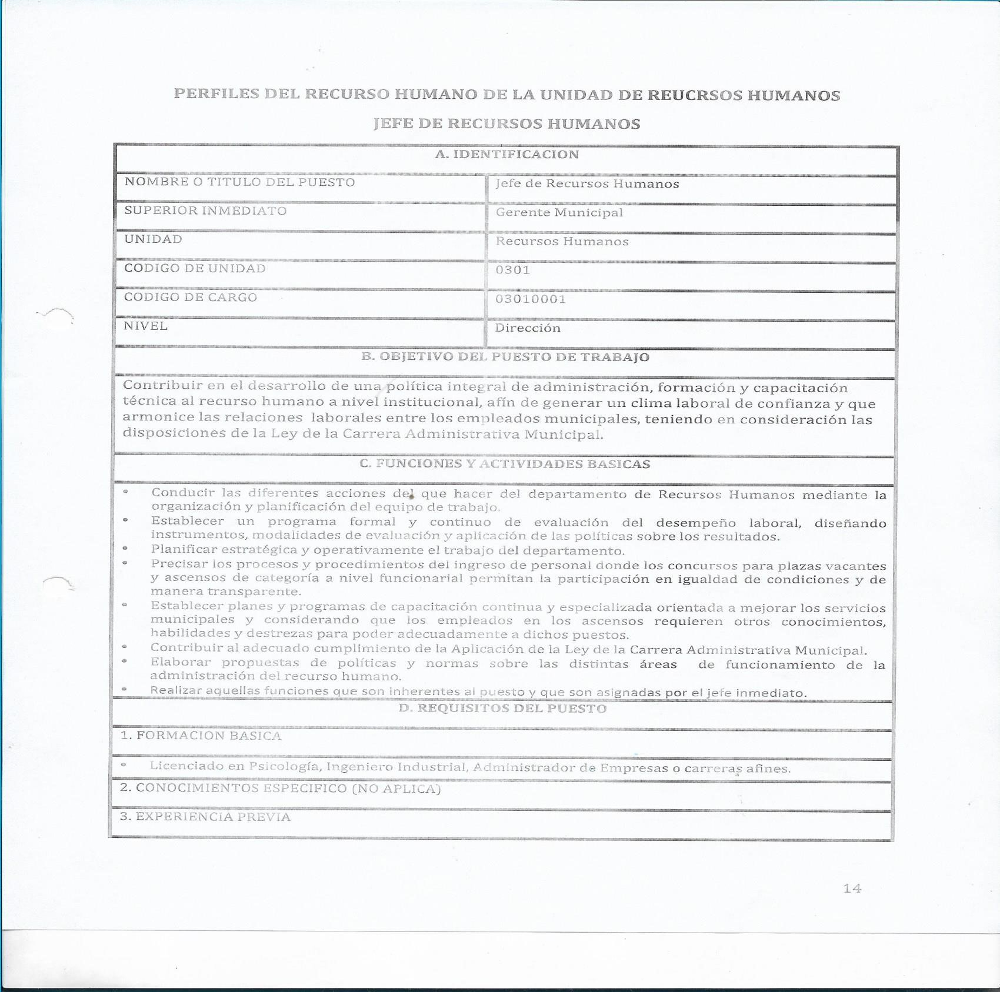 PERFILES DEL RECURSO HUMANO DE LA UNIDAD DE REUCRSOS HUMANOS
JEFE DE RECURSOS HUMANOS
A. IDENTIFICACION
NOMBRE O TITULO DEL PUESTO Jefe de Recursos Humanos
SUPERIOR INMEDIATO Gerente Municipal
UNIDAD Recursos Humanos
CODIGO DE UNIDAD 0301
CODIGO DE CARGO 03010001
NIVEL Dirección
B. OBJETIVO DEL PUESTO DE TRABAJO
Contribuir en el desarrollo de una política integral de administración, formación y capacitación
técnica al recurso humano a nivel institucional, afín de generar un clima laboral de confianza y que
armonice las relaciones laborales entre los empleados municipales, teniendo en consideración las
disposiciones de la Ley de la Carrera Administrativa Municipal.
C. FUNCIONES Y ACTIVIDADES BASICAS
• Conducir las diferentes acciones del que hacer del departamento de Recursos Humanos mediante la
organización y planificación del equipo de trabajo.
• Establecer un programa formal y continuo de evaluación del desempeño laboral, diseñando
instrumentos, modalidades de evaluación y aplicación de las políticas sobre los resultados.
• Planificar estratégica y operativamente el trabajo del departamento.
• Precisar los procesos y procedimientos del ingreso de personal donde los concursos para plazas vacantes
y ascensos de categoría a nivel funcionarial permitan la participación en igualdad de condiciones y de
manera transparente.
• Establecer planes y programas de capacitación continua y especializada orientada a mejorar los servicios
municipales y considerando que los empleados en los ascensos requieren otros conocimientos,
habilidades y destrezas para poder adecuadamente a dichos puestos.
• Contribuir al adecuado cumplimiento de la Aplicación de la Ley de la Carrera Administrativa Municipal.
• Elaborar propuestas de políticas y normas sobre las distintas áreas de funcionamiento de la
administración del recurso humano.
• Realizar aquellas funciones que son inherentes al puesto y que son asignadas por el jefe inmediato.
D. REQUISITOS DEL PUESTO
1. FORMACION BASICA
• Licenciado en Psicología, Ingeniero Industrial, Administrador de Empresas o carreras afines.
2. CONOCIMIENTOS ESPECIFICO (NO APLICA)
3. EXPERIENCIA PREVIA
14